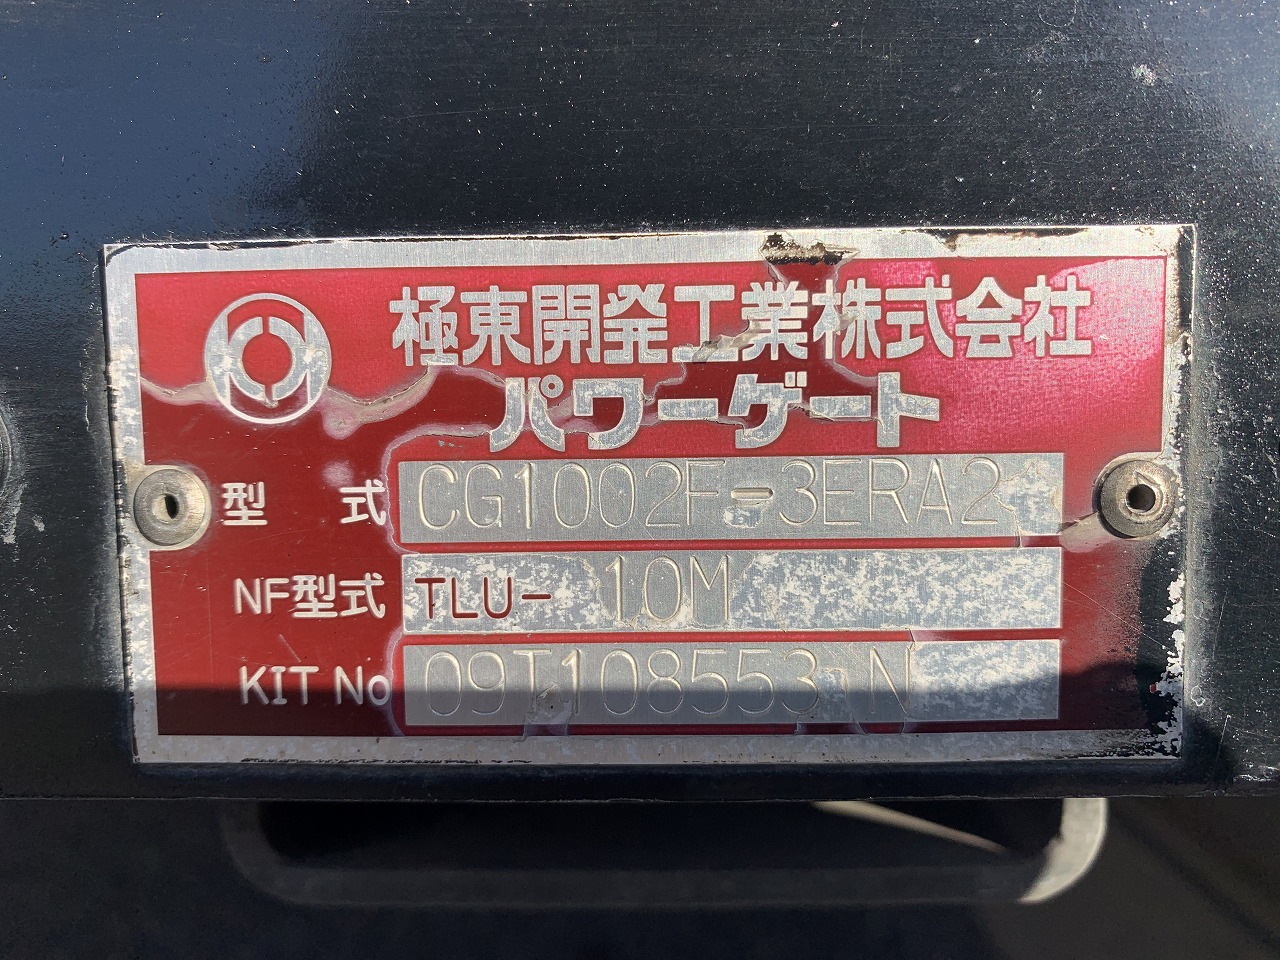 極東開発工業株式会社
パワーゲート
型式 CG1002F-3ERA2
NF型式 TLU- 10M
KIT No 09T108553 N